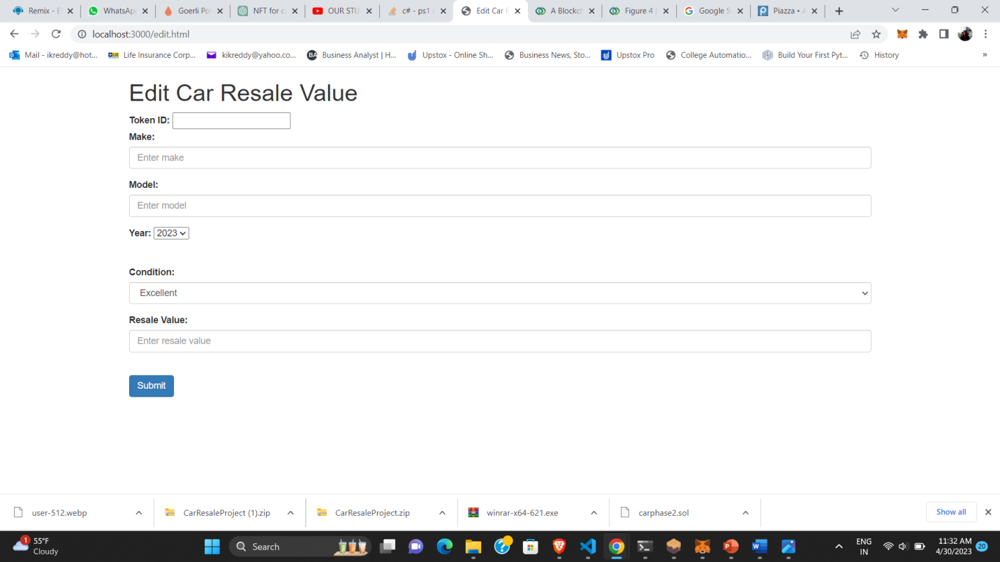 Remix - E
WhatsAp
Goerli Po
NFT for c
OUR STU
c# - ps1 c
Edit Car F
A Blockch
Figure 4 |
Google S
Piazza •
localhost:3000/edit.html
Mail - ikreddy@hot...
Life Insurance Corp...
kikreddy@yahoo.co...
Business Analyst | H...
Upstox - Online Sh...
Business News, Sto...
Upstox Pro
College Automatio...
Build Your First Pyt...
History
»
Edit Car Resale Value
Token ID:
Make:
Enter make
Model:
Enter model
Year: 2023
Condition:
Excellent
Resale Value:
Enter resale value
Submit
user-512.webp
CarResaleProject (1).zip
CarResaleProject.zip
winrar-x64-621.exe
carphase2.sol
Show all
1
55°F
Cloudy
Search
ENG
IN
11:32 AM
4/30/2023
20